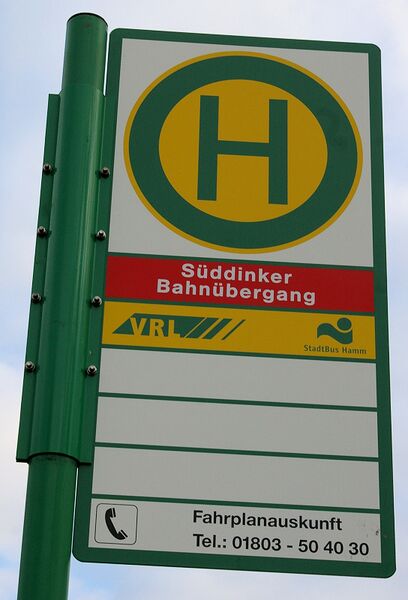 H
Süddinker
Bahnübergang
VRL
StadtBus Hamm
Fahrplanauskunft
Tel.: 01803 - 50 40 30